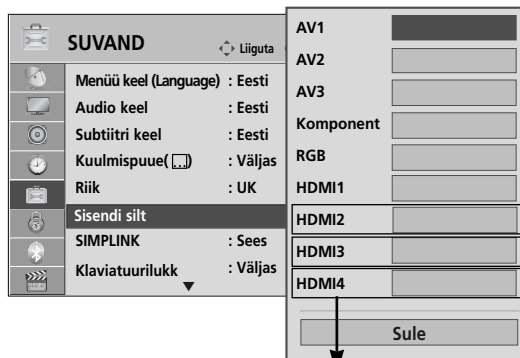 SUVAND
Liiguta
Menüü keel (Language) : Eesti
Audio keel : Eesti
Subtiitri keel : Eesti
Kuulmispuue( ) : Väljas
Riik : UK
Sisendi silt
SIMPLINK : Sees
Klaviatuurilukk : Väljas
AV1
AV2
AV3
Komponent
RGB
HDMI1
HDMI2
HDMI3
HDMI4
Sule